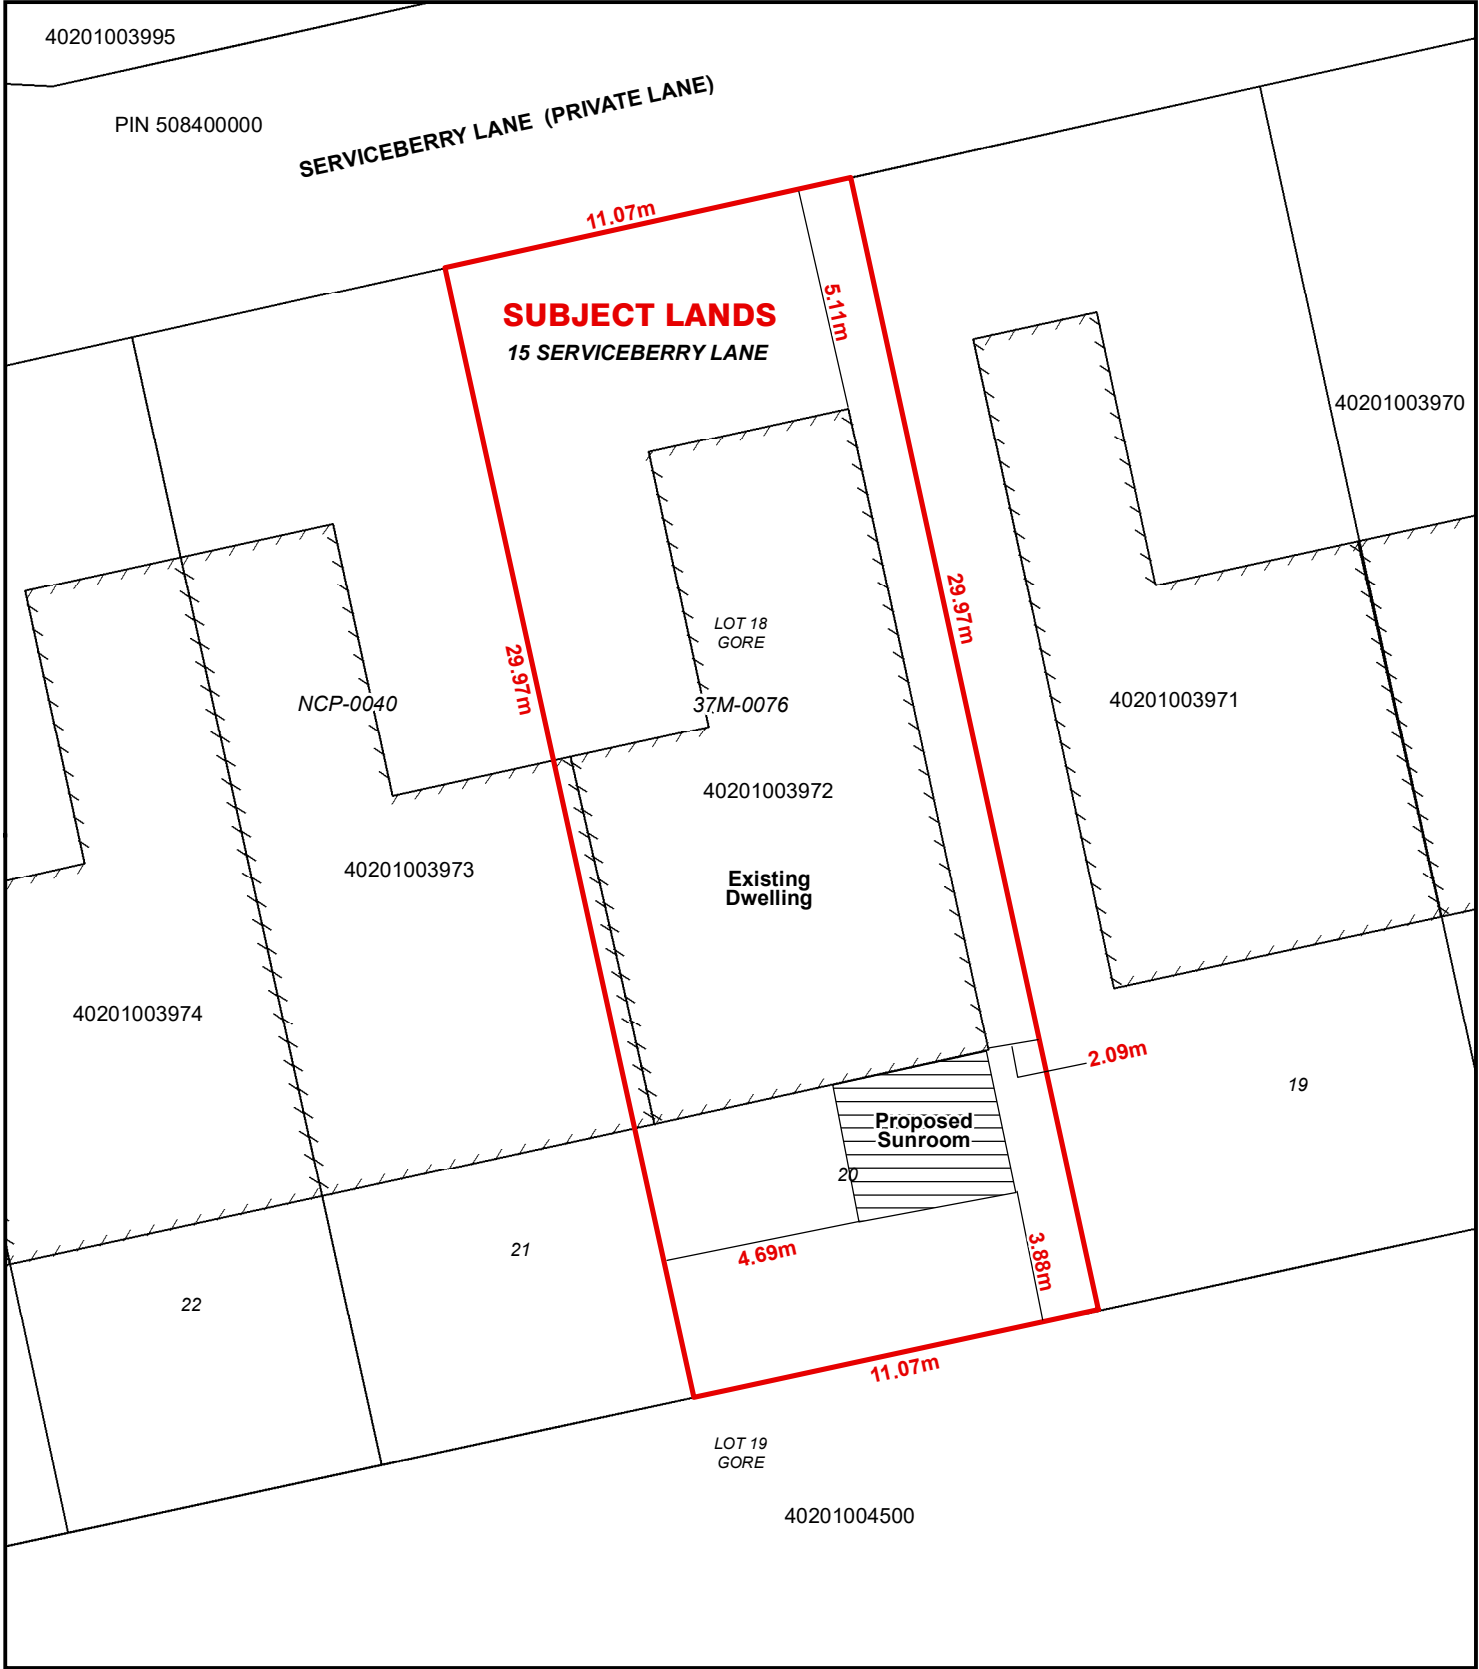 40201003995
PIN 508400000
SERVICEBERRY LANE (PRIVATE LANE)
11.07m
SUBJECT LANDS
15 SERVICEBERRY LANE
5.11m
40201003970
LOT 18
GORE
29.97m
29.97m
NCP-0040
37M-0076
40201003971
40201003972
40201003973
Existing
Dwelling
40201003974
2.09m
19
Proposed
Sunroom
20
21
4.69m
3.88m
22
11.07m
LOT 19
GORE
40201004500